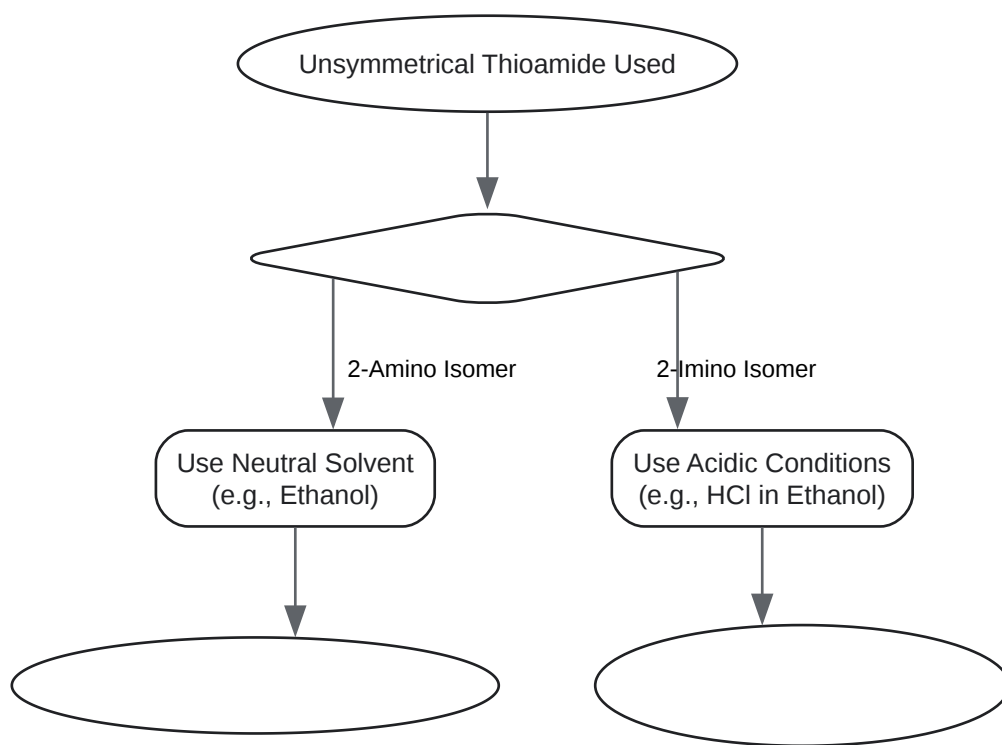 Unsymmetrical Thioamide Used
2-Amino Isomer
2-Imino Isomer
Use Neutral Solvent
(e.g., Ethanol)
Use Acidic Conditions
(e.g., HCl in Ethanol)